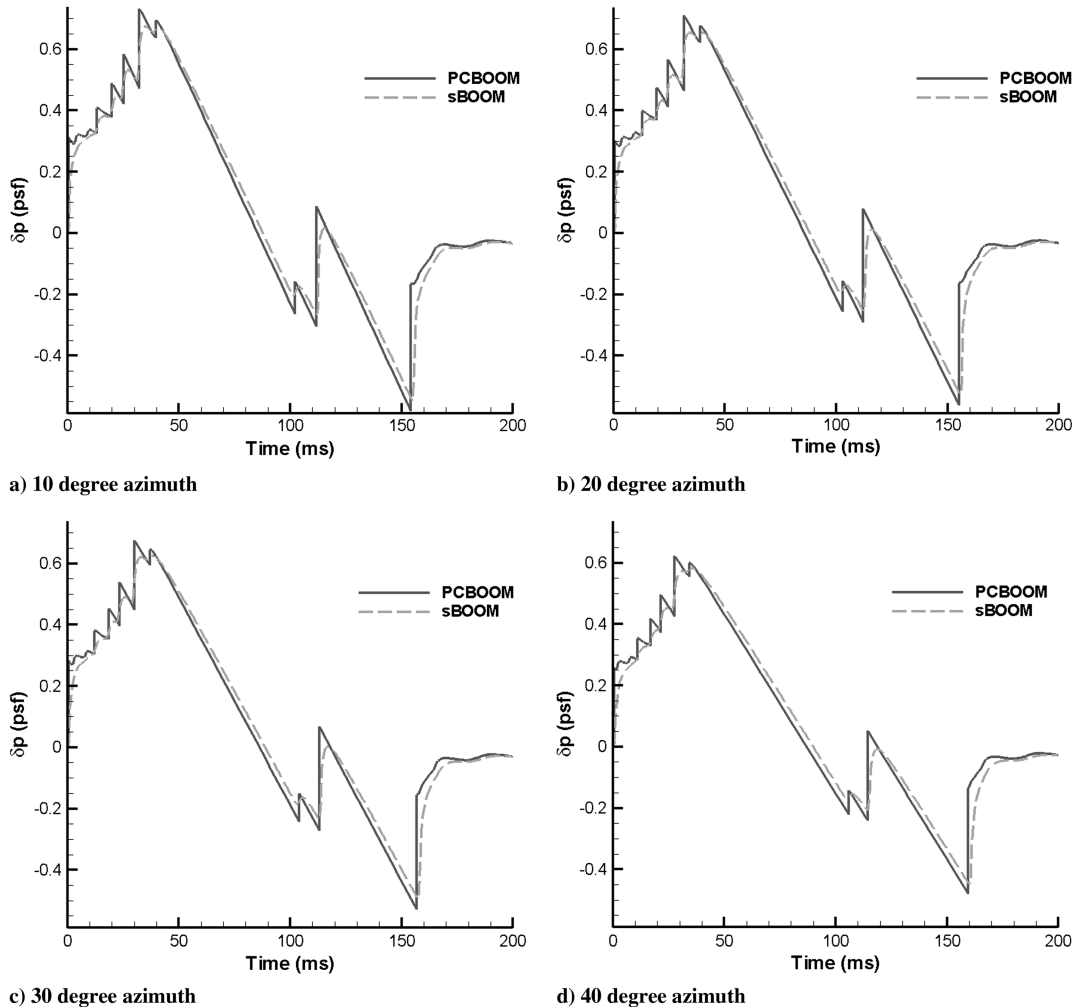 0.6
0.4
0.2
0
-0.2
-0.4
δp (psf)
PCBOOM
sBOOM
0 50 100 150 200
Time (ms)
a) 10 degree azimuth
0.6
0.4
0.2
0
-0.2
-0.4
δp (psf)
PCBOOM
sBOOM
0 50 100 150 200
Time (ms)
b) 20 degree azimuth
0.6
0.4
0.2
0
-0.2
-0.4
δp (psf)
PCBOOM
sBOOM
0 50 100 150 200
Time (ms)
c) 30 degree azimuth
0.6
0.4
0.2
0
-0.2
-0.4
δp (psf)
PCBOOM
sBOOM
0 50 100 150 200
Time (ms)
d) 40 degree azimuth